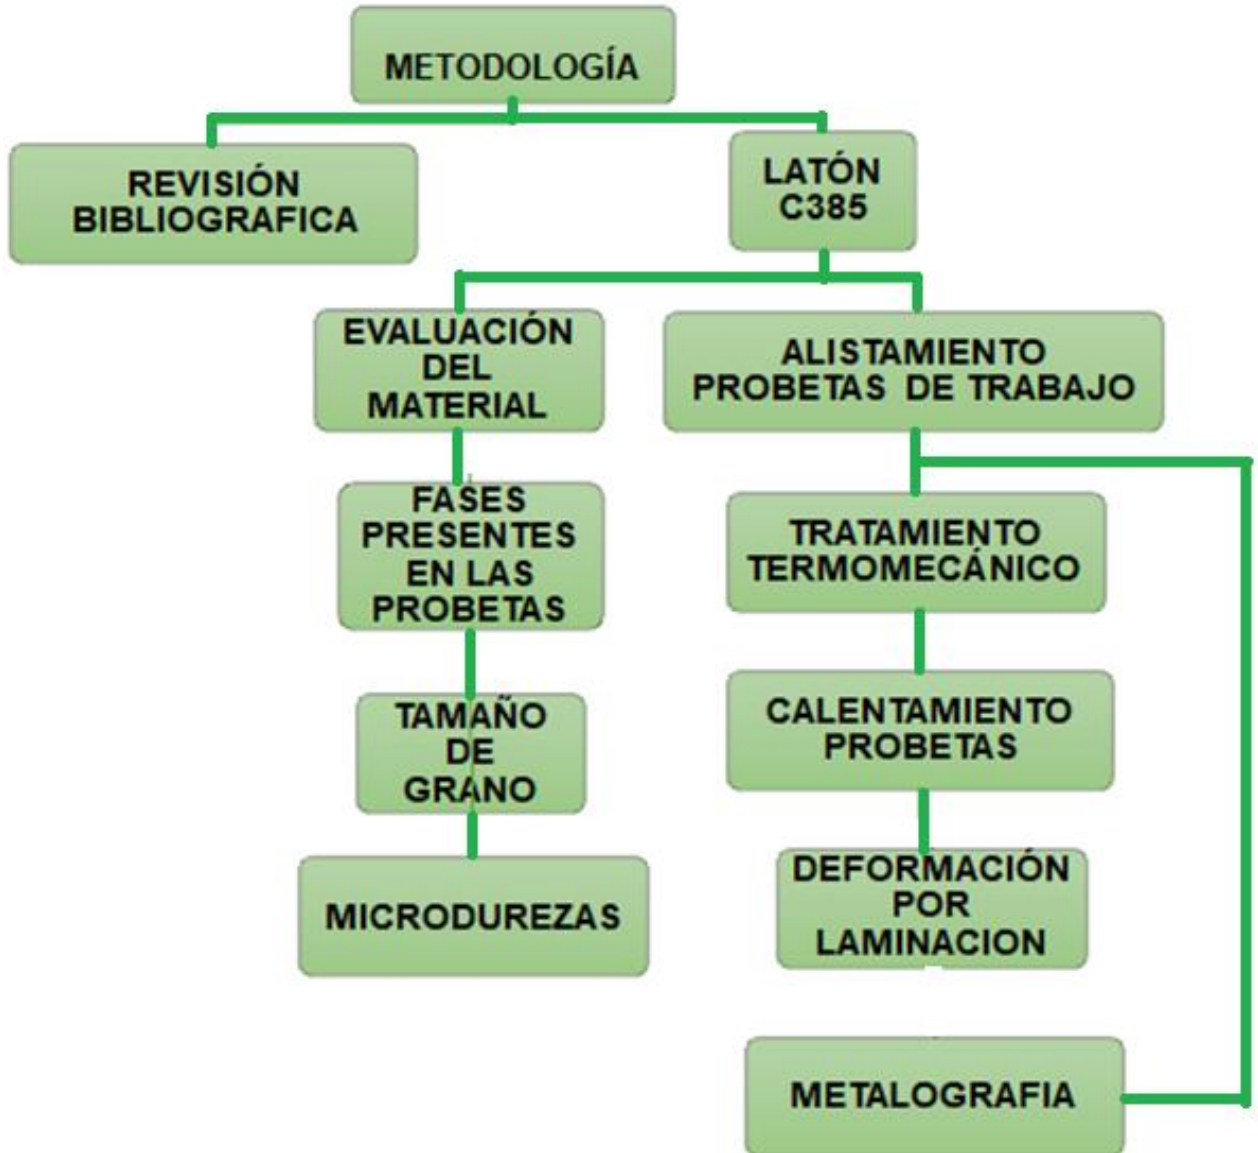 METODOLOGÍA
REVISIÓN
BIBLIOGRAFICA
LATÓN
C385
EVALUACIÓN
DEL
MATERIAL
ALISTAMIENTO
PROBETAS DE TRABAJO
FASES
PRESENTES
EN LAS
PROBETAS
TRATAMIENTO
TERMOMECÁNICO
TAMAÑO
DE
GRANO
CALENTAMIENTO
PROBETAS
MICRODUREZAS
DEFORMACIÓN
POR
LAMINACION
METALOGRAFIA